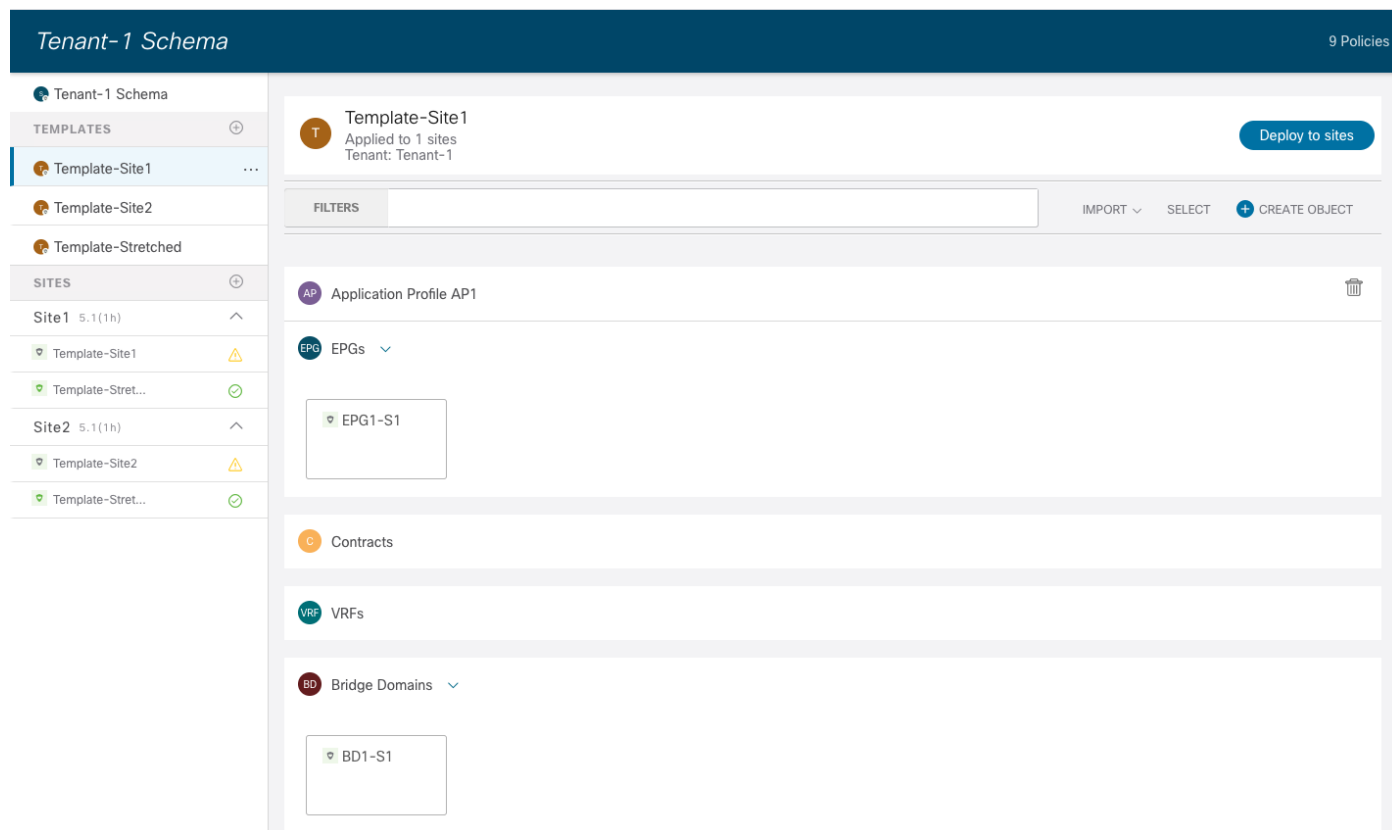 Tenant-1 Schema
9 Policies
Tenant-1 Schema
TEMPLATES
T Template-Site1 ...
T Template-Site2
T Template-Stretched
SITES
Site1 5.1(1h)
Template-Site1
Template-Stret...
Site2 5.1(1h)
Template-Site2
Template-Stret...
T
Template-Site1
Applied to 1 sites
Tenant: Tenant-1
Deploy to sites
FILTERS
IMPORT SELECT CREATE OBJECT
AP Application Profile AP1
EPG EPGs
EPG1-S1
C Contracts
VRF VRFs
BD Bridge Domains
BD1-S1